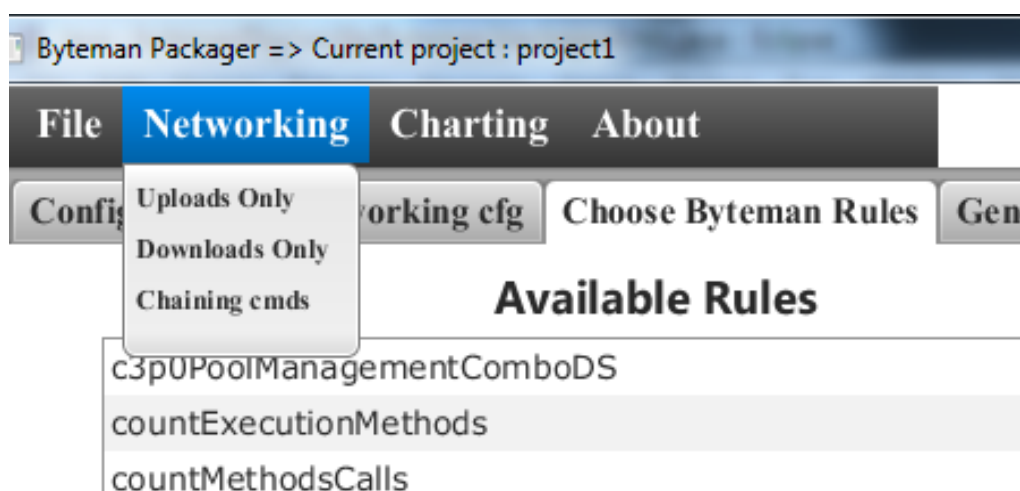 Byteman Packager => Current project : project1
File Networking Charting About
Uploads Only
Downloads Only
Chaining cmds
Choose Byteman Rules
Available Rules
c3p0PoolManagementComboDS
countExecutionMethods
countMethodsCalls